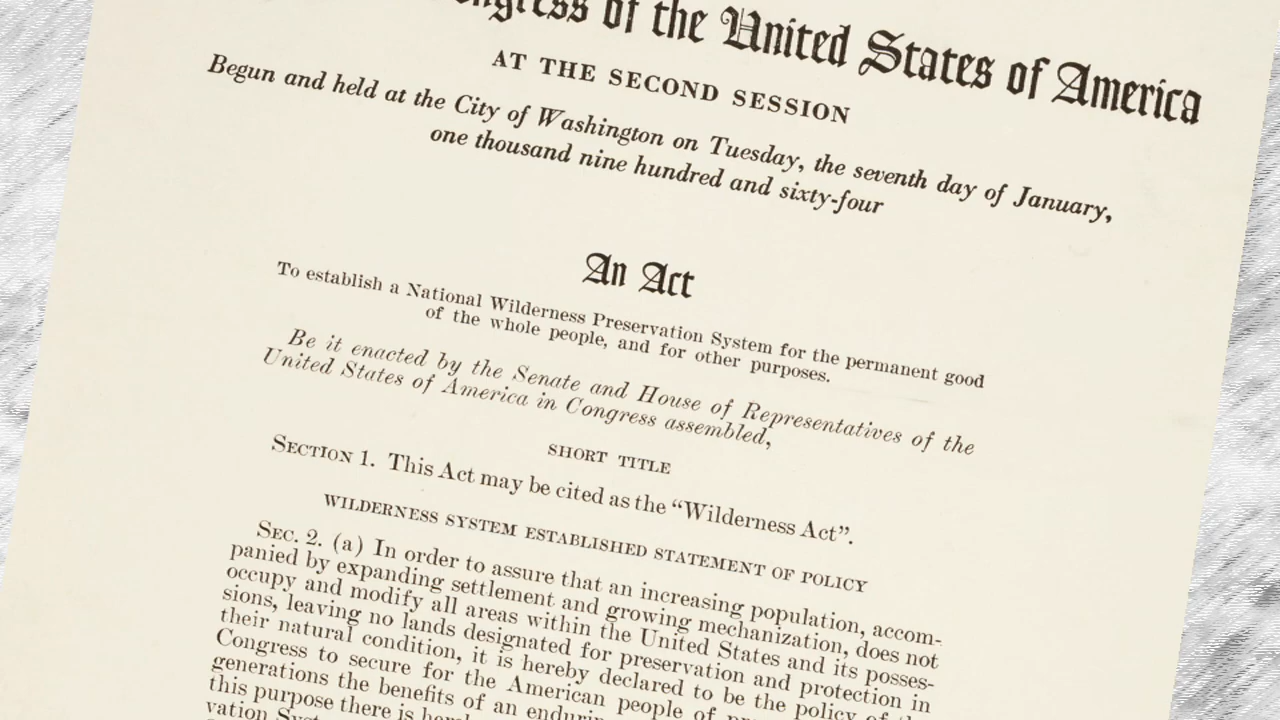 of the United States of America
AT THE SECOND SESSION
Begun and held at the City of Washington on Tuesday, the seventh day of January,
one thousand nine hundred and sixty-four
An Act
To establish a National Wilderness Preservation System for the permanent good
of the whole people, and for other purposes.
Be it enacted by the Senate and House of Representatives of the
United States of America in Congress assembled,
SHORT TITLE
SECTION 1. This Act may be cited as the “Wilderness Act”.
WILDERNESS SYSTEM ESTABLISHED STATEMENT OF POLICY
SEC. 2. (a) In order to assure that an increasing population, accom-
panied by expanding settlement and growing mechanization, does not
occupy and modify all areas within the United States and its posses-
sions, leaving no lands designated for preservation and protection in
their natural condition, it is hereby declared to be the policy of
Congress to secure for the American people of
generations the benefits of an
this purpose there is
vation